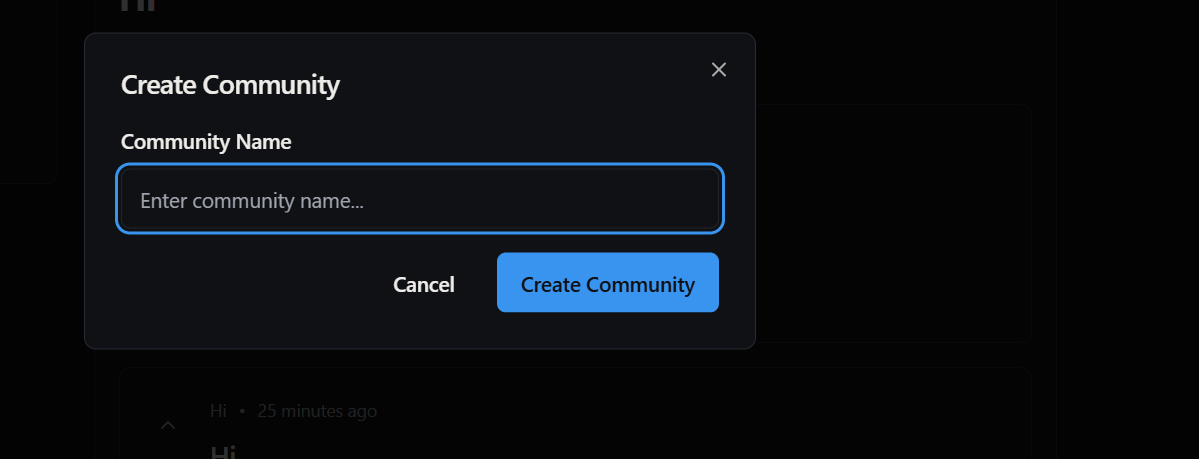 Hi
Create Community
Community Name
Enter community name...
Cancel
Create Community
Hi • 25 minutes ago
Hi